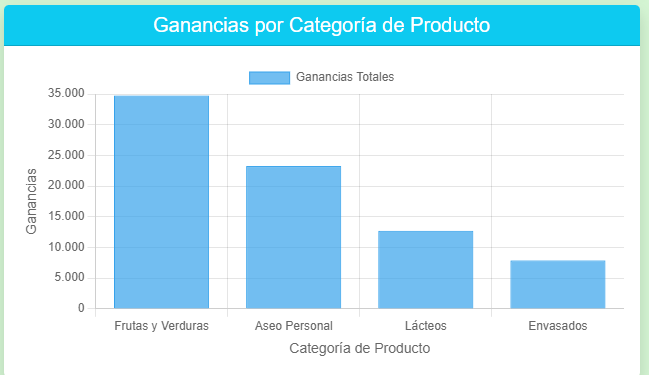 Ganancias por Categoría de Producto
Ganancias Totales
Ganancias
35.000
30.000
25.000
20.000
15.000
10.000
5.000
0
Frutas y Verduras
Aseo Personal
Lácteos
Envasados
Categoría de Producto